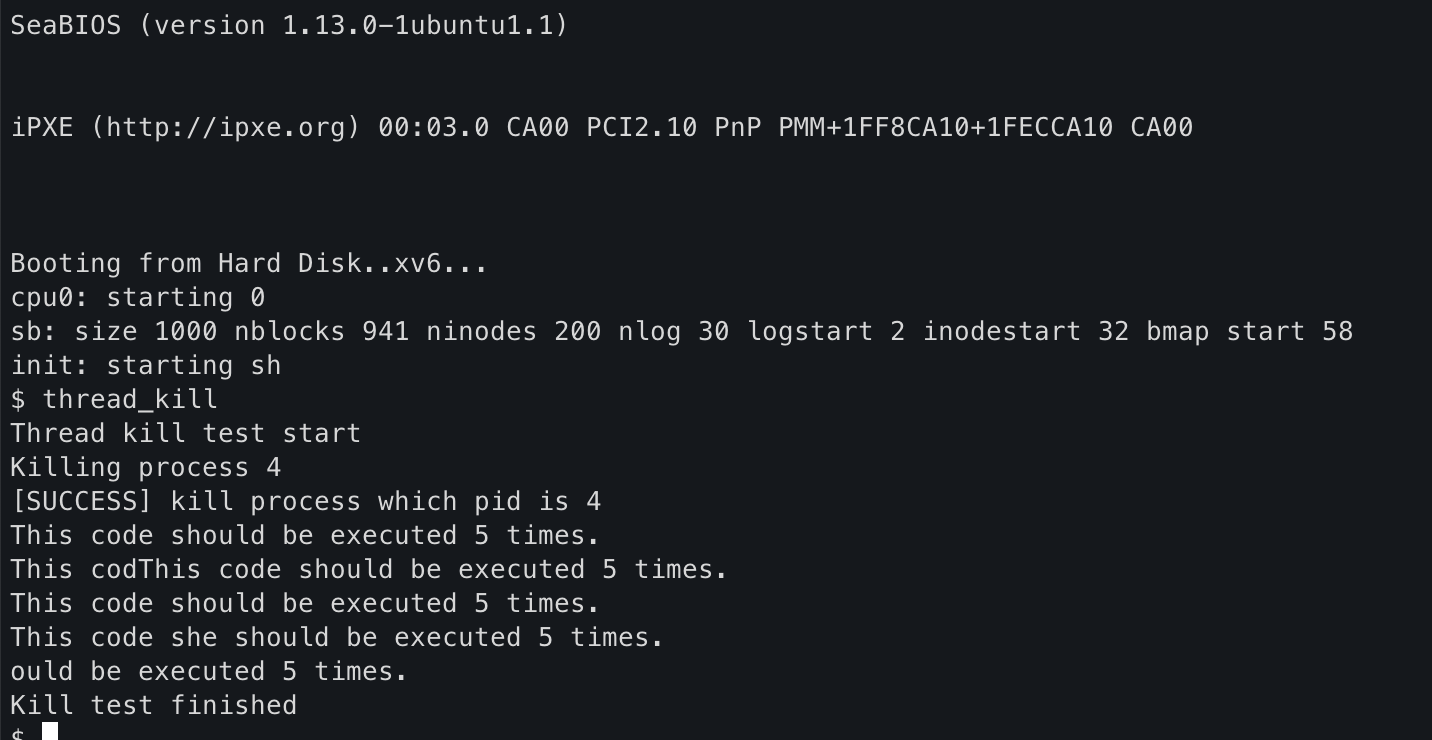 SeaBIOS (version 1.13.0-1ubuntu1.1)
iPXE (http://ipxe.org) 00:03.0 CA00 PCI2.10 PnP PMM+1FF8CA10+1FECCA10 CA00
Booting from Hard Disk..xv6...
cpu0: starting 0
sb: size 1000 nblocks 941 ninodes 200 nlog 30 logstart 2 inodestart 32 bmap start 58
init: starting sh
$ thread_kill
Thread kill test start
Killing process 4
[SUCCESS] kill process which pid is 4
This code should be executed 5 times.
This codThis code should be executed 5 times.
This code should be executed 5 times.
This code she should be executed 5 times.
ould be executed 5 times.
Kill test finished
$